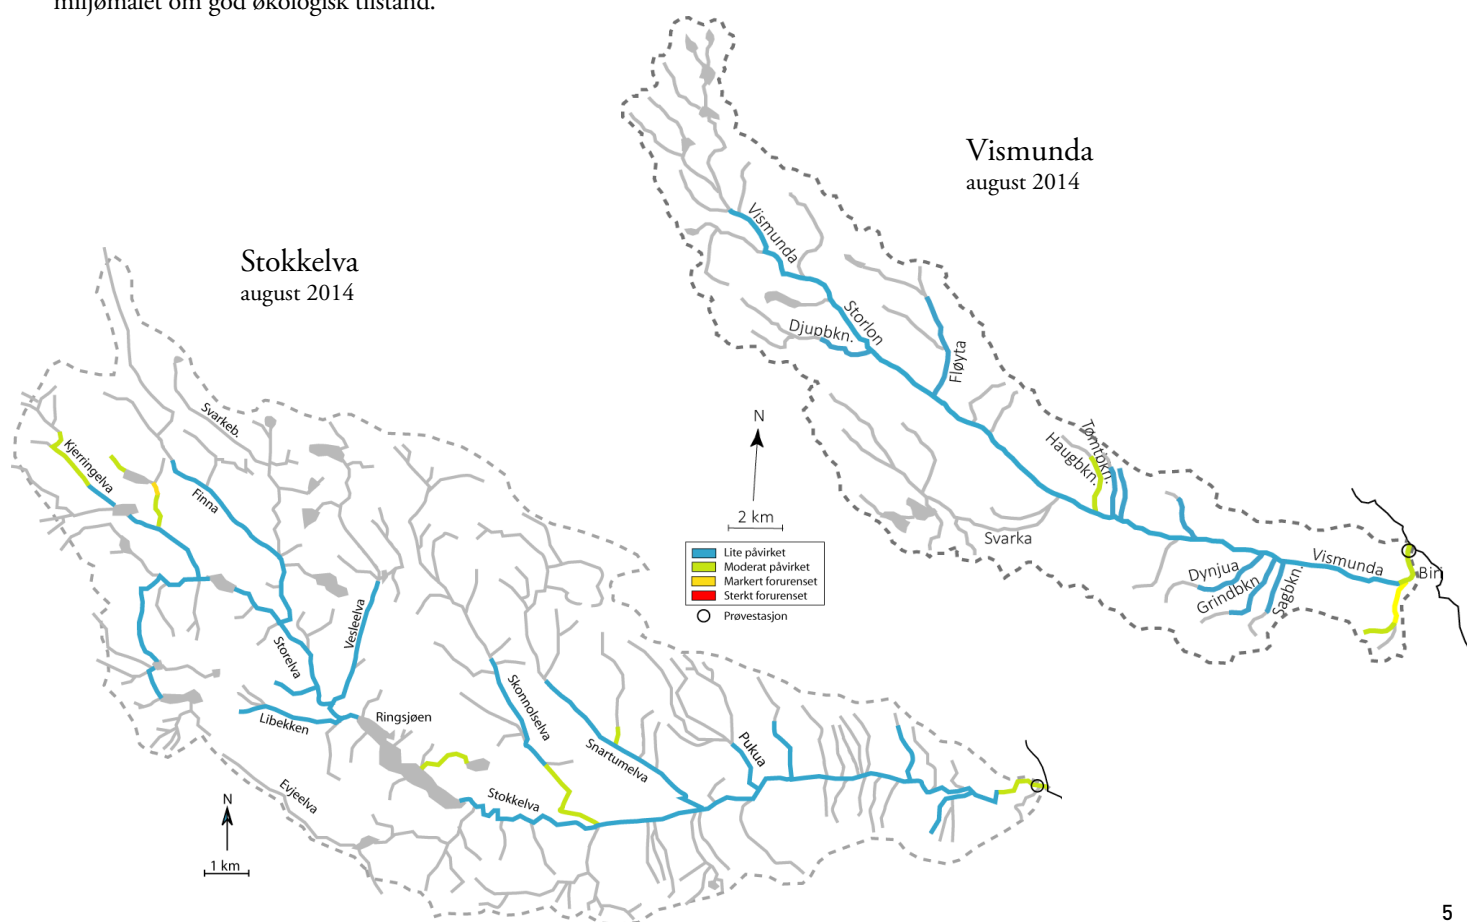 miljømålet om god økologisk tilstand.
Vismunda
august 2014
Stokkelva
august 2014
Vismunda
Storlon
Djupbkn.
Fløyta
Tømtbkn.
Haugbkn.
Svarka
Dynjua
Grindbkn
Sagbkn.
Vismunda
Biri
N
2 km
Lite påvirket
Moderat påvirket
Markert forurenset
Sterkt forurenset
Prøvestasjon
Svarkeb.
Kjerringelva
Finna
Vesleelva
Storelva
Libekken
Ringsjøen
Skonnolselva
Snartumelva
Pukua
Stokkelva
Evjeelva
N
1 km
5